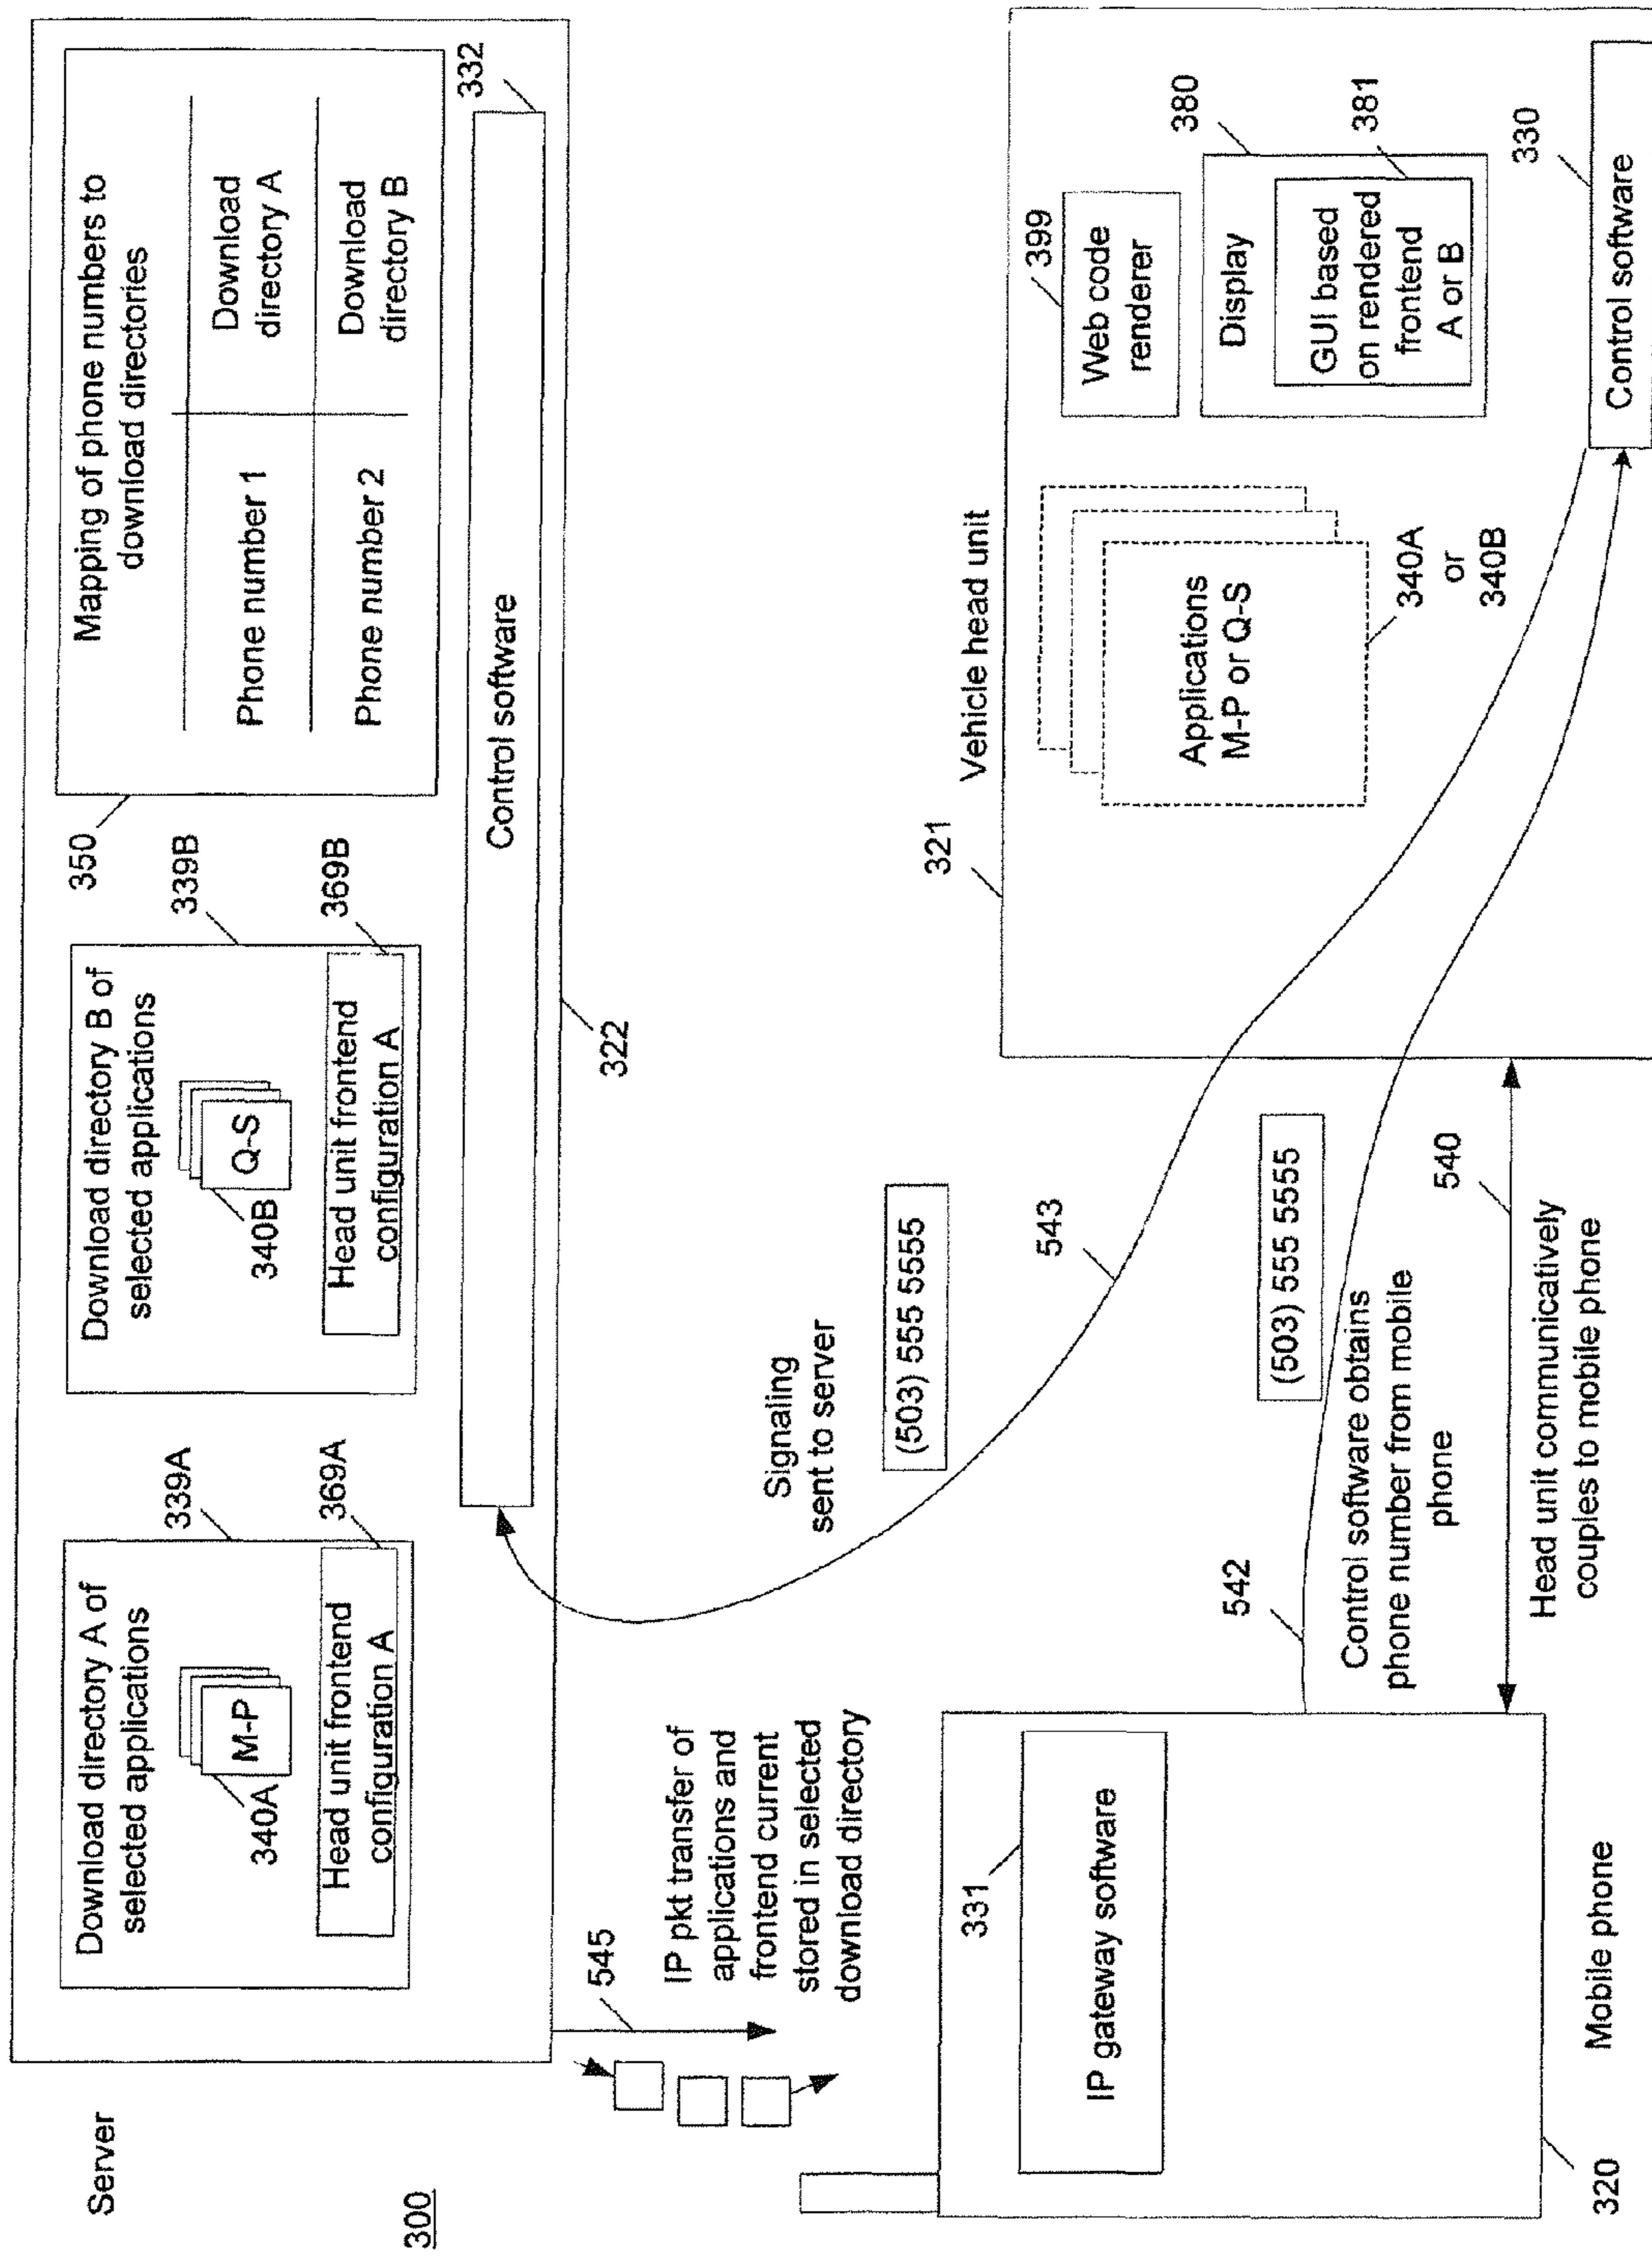 Server
300
Download directory A of
selected applications
M-P
340A
Head unit frontend
configuration A
339A
369A
Download directory B of
selected applications
Q-S
340B
Head unit frontend
configuration A
339B
369B
350
Mapping of phone numbers to
download directories
Phone number 1
Download
directory A
Phone number 2
Download
directory B
Control software
332
322
545
IP pkt transfer of
applications and
frontend current
stored in selected
download directory
Signaling
sent to server
(503) 555 5555
543
331
IP gateway software
320
Mobile phone
542
Control software obtains
phone number from mobile
phone
(503) 555 5555
540
Head unit communicatively
couples to mobile phone
321
Vehicle head unit
Applications
M-P or Q-S
340A
or
340B
399
Web code
renderer
380
Display
381
GUI based
on rendered
frontend
A or B
330
Control software